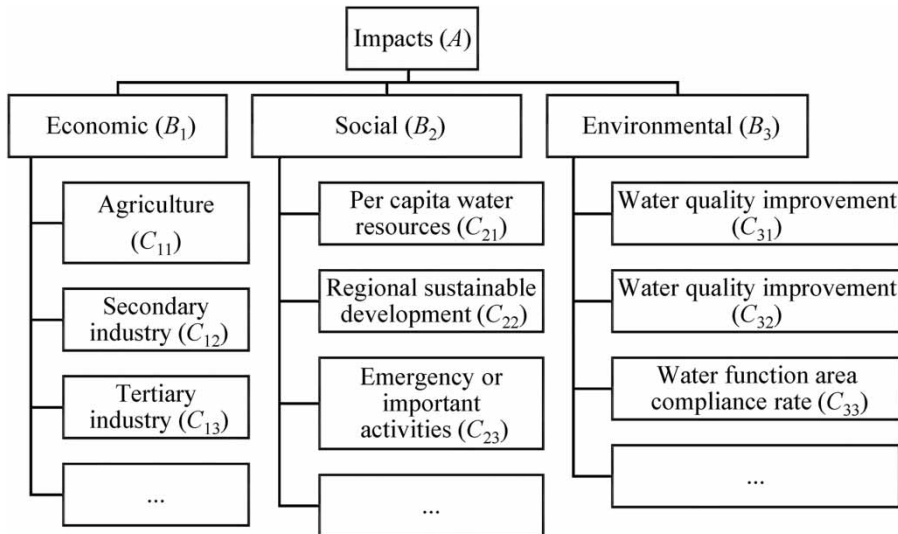 Impacts (A)
Economic (B₁)
Social (B₂)
Environmental (B₃)
Agriculture
(C₁₁)
Secondary
industry (C₁₂)
Tertiary
industry (C₁₃)
...
Per capita water
resources (C₂₁)
Regional sustainable
development (C₂₂)
Emergency or
important
activities (C₂₃)
...
Water quality improvement
(C₃₁)
Water quality improvement
(C₃₂)
Water function area
compliance rate (C₃₃)
...